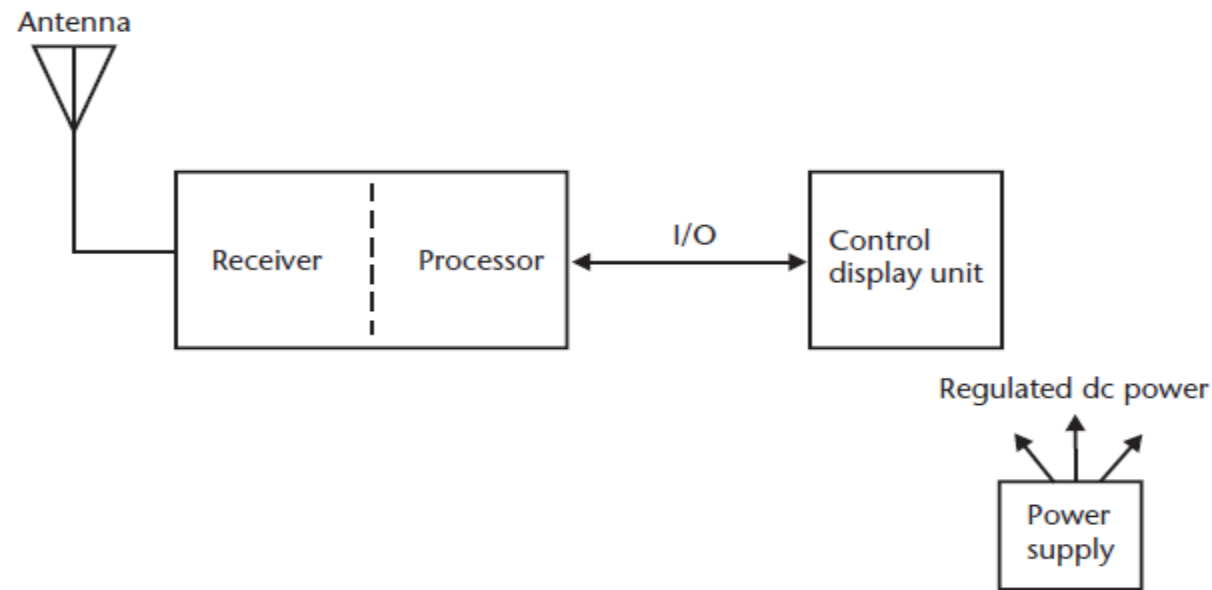 Antenna
Receiver
Processor
I/O
Control
display unit
Regulated dc power
Power
supply